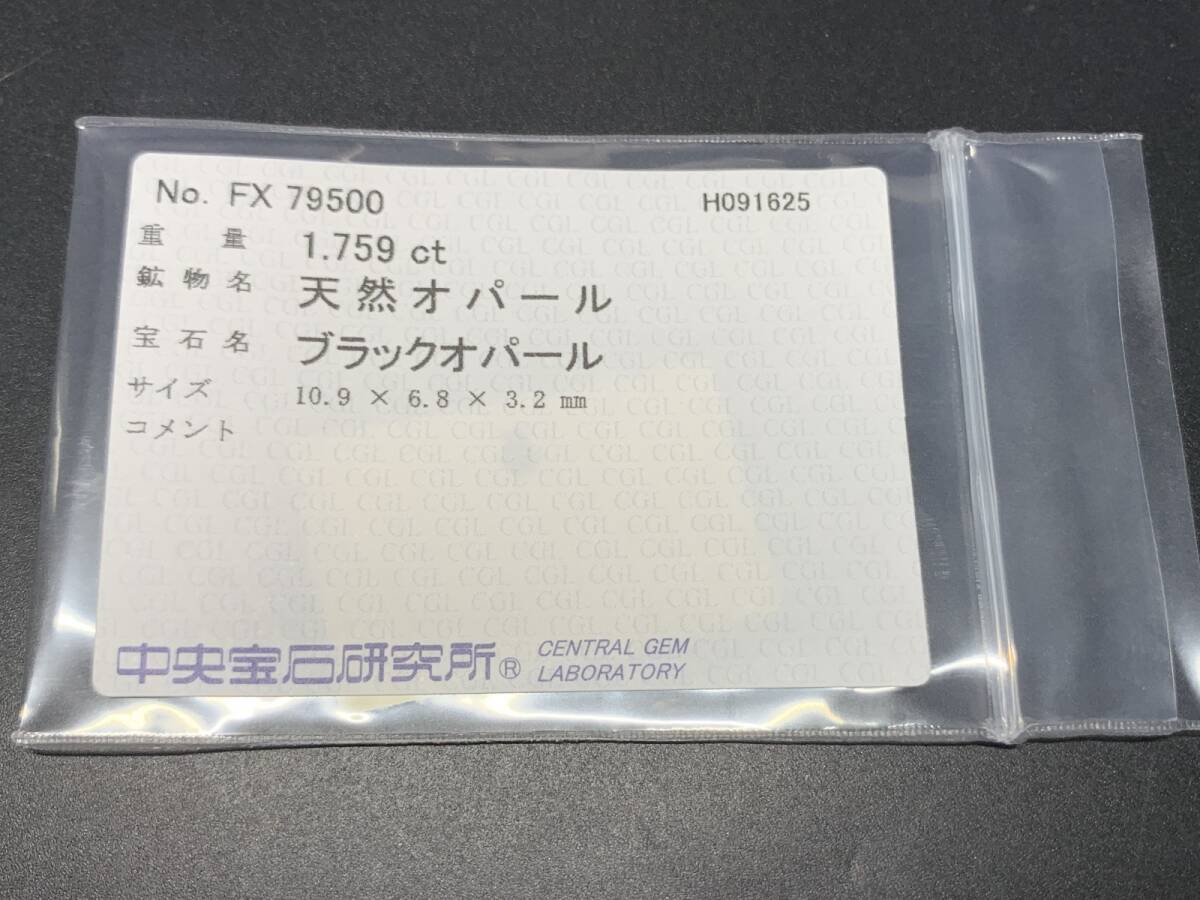 No. FX 79500 H091625
重量 1.759 ct
鉱物名 天然オパール
宝石名 ブラックオパール
サイズ 10.9 × 6.8 × 3.2 mm
コメント
中央宝石研究所® CENTRAL GEM
LABORATORY